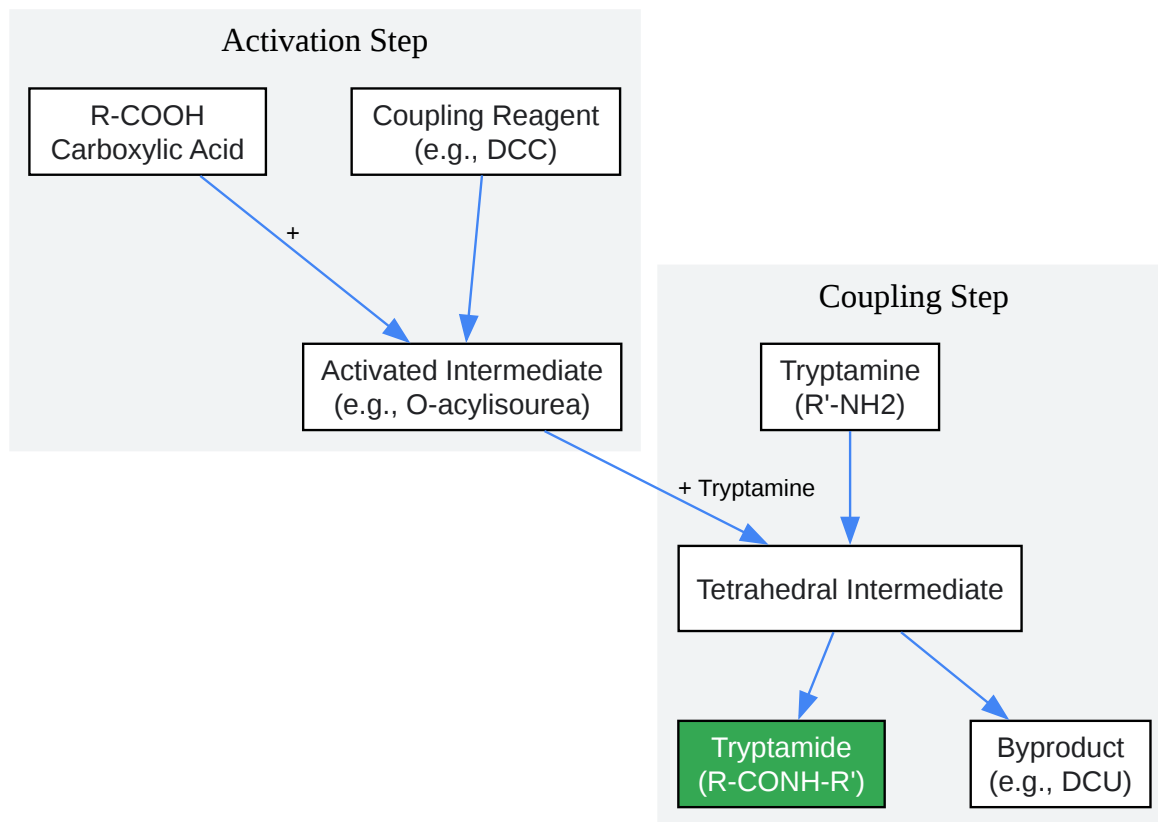 Activation Step
R-COOH
Carboxylic Acid
Coupling Reagent
(e.g., DCC)
+
Activated Intermediate
(e.g., O-acylisourea)
Coupling Step
Tryptamine
(R'-NH2)
+ Tryptamine
Tetrahedral Intermediate
Tryptamide
(R-CONH-R')
Byproduct
(e.g., DCU)